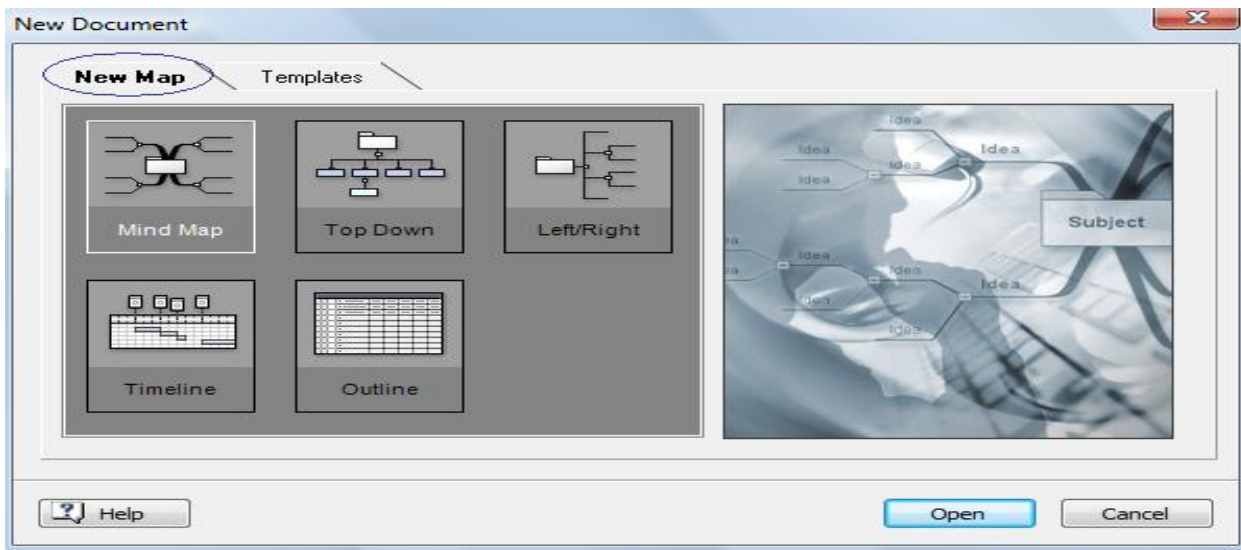 New Document
New Map Templates
Mind Map Top Down Left/Right
Timeline Outline
Idea
Idea Idea
Idea
Idea
Subject
Idea
Idea
Idea
Idea
Idea
Help Open Cancel